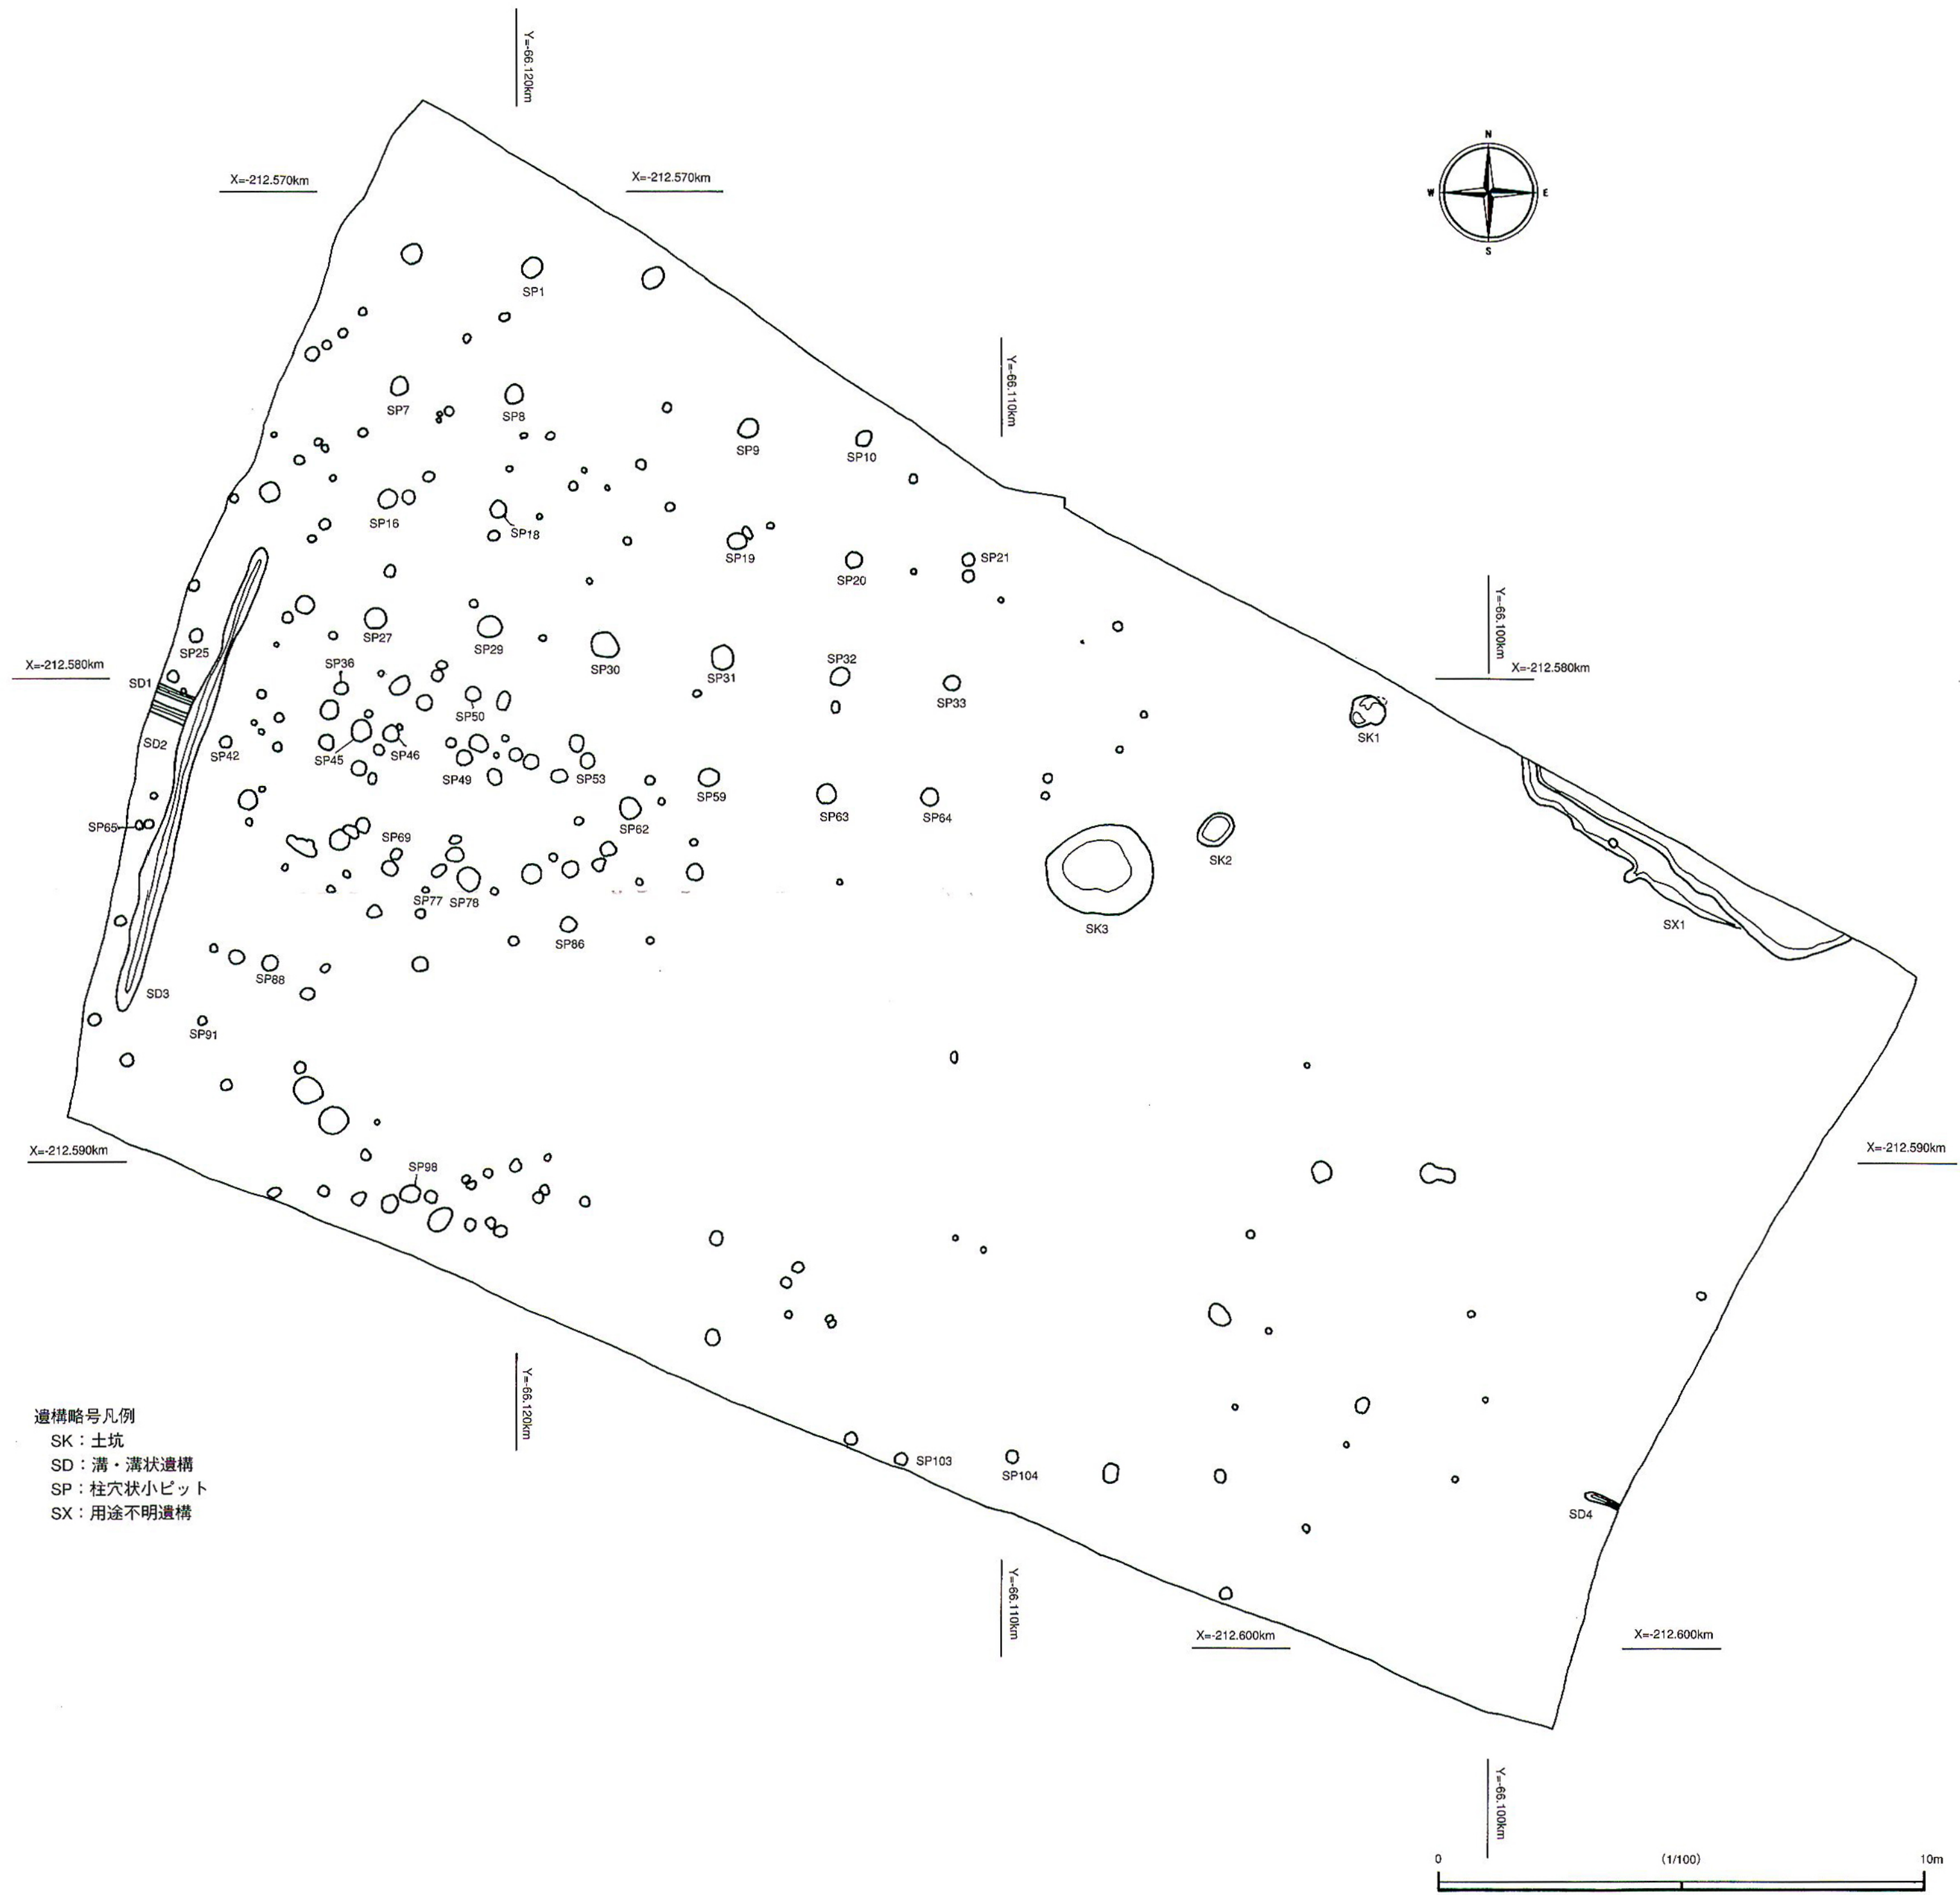 Y=-66.120km
X=-212.570km
X=-212.570km
N
W
E
S
SP1
Y=-66.110km
SP7
SP8
SP9
SP10
SP16
SP18
SP19
SP20
SP21
Y=-66.100km
SP25
SP27
SP29
SP30
SP31
SP32
SP33
X=-212.580km
X=-212.580km
SP36
SD1
SP50
SK1
SD2
SP42
SP45
SP46
SP49
SP53
SP59
SP62
SP63
SP64
SP65
SP69
SK2
SP77
SP78
SK3
SX1
SP86
SP88
SD3
SP91
X=-212.590km
X=-212.590km
SP98
Y=-66.120km
SP103
SP104
SD4
遺構略号凡例
SK：土坑
SD：溝・溝状遺構
SP：柱穴状小ピット
SX：用途不明遺構
Y=-66.110km
X=-212.600km
X=-212.600km
Y=-66.100km
0
(1/100)
10m